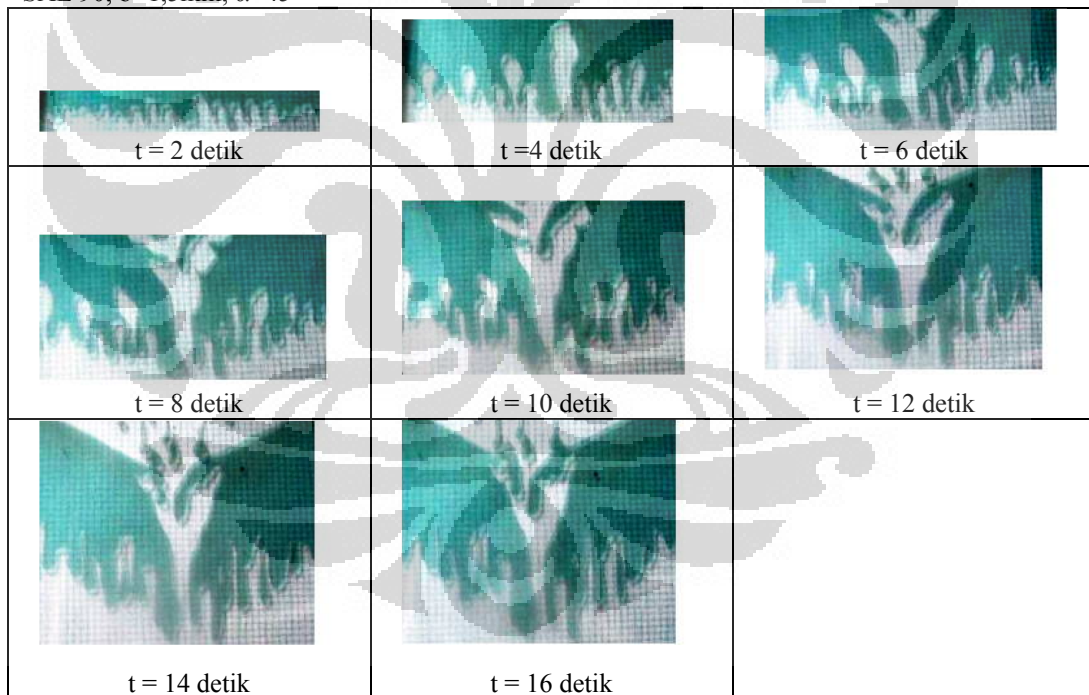 t = 2 detik
t =4 detik
t = 6 detik
t = 8 detik
t = 10 detik
t = 12 detik
t = 14 detik
t = 16 detik